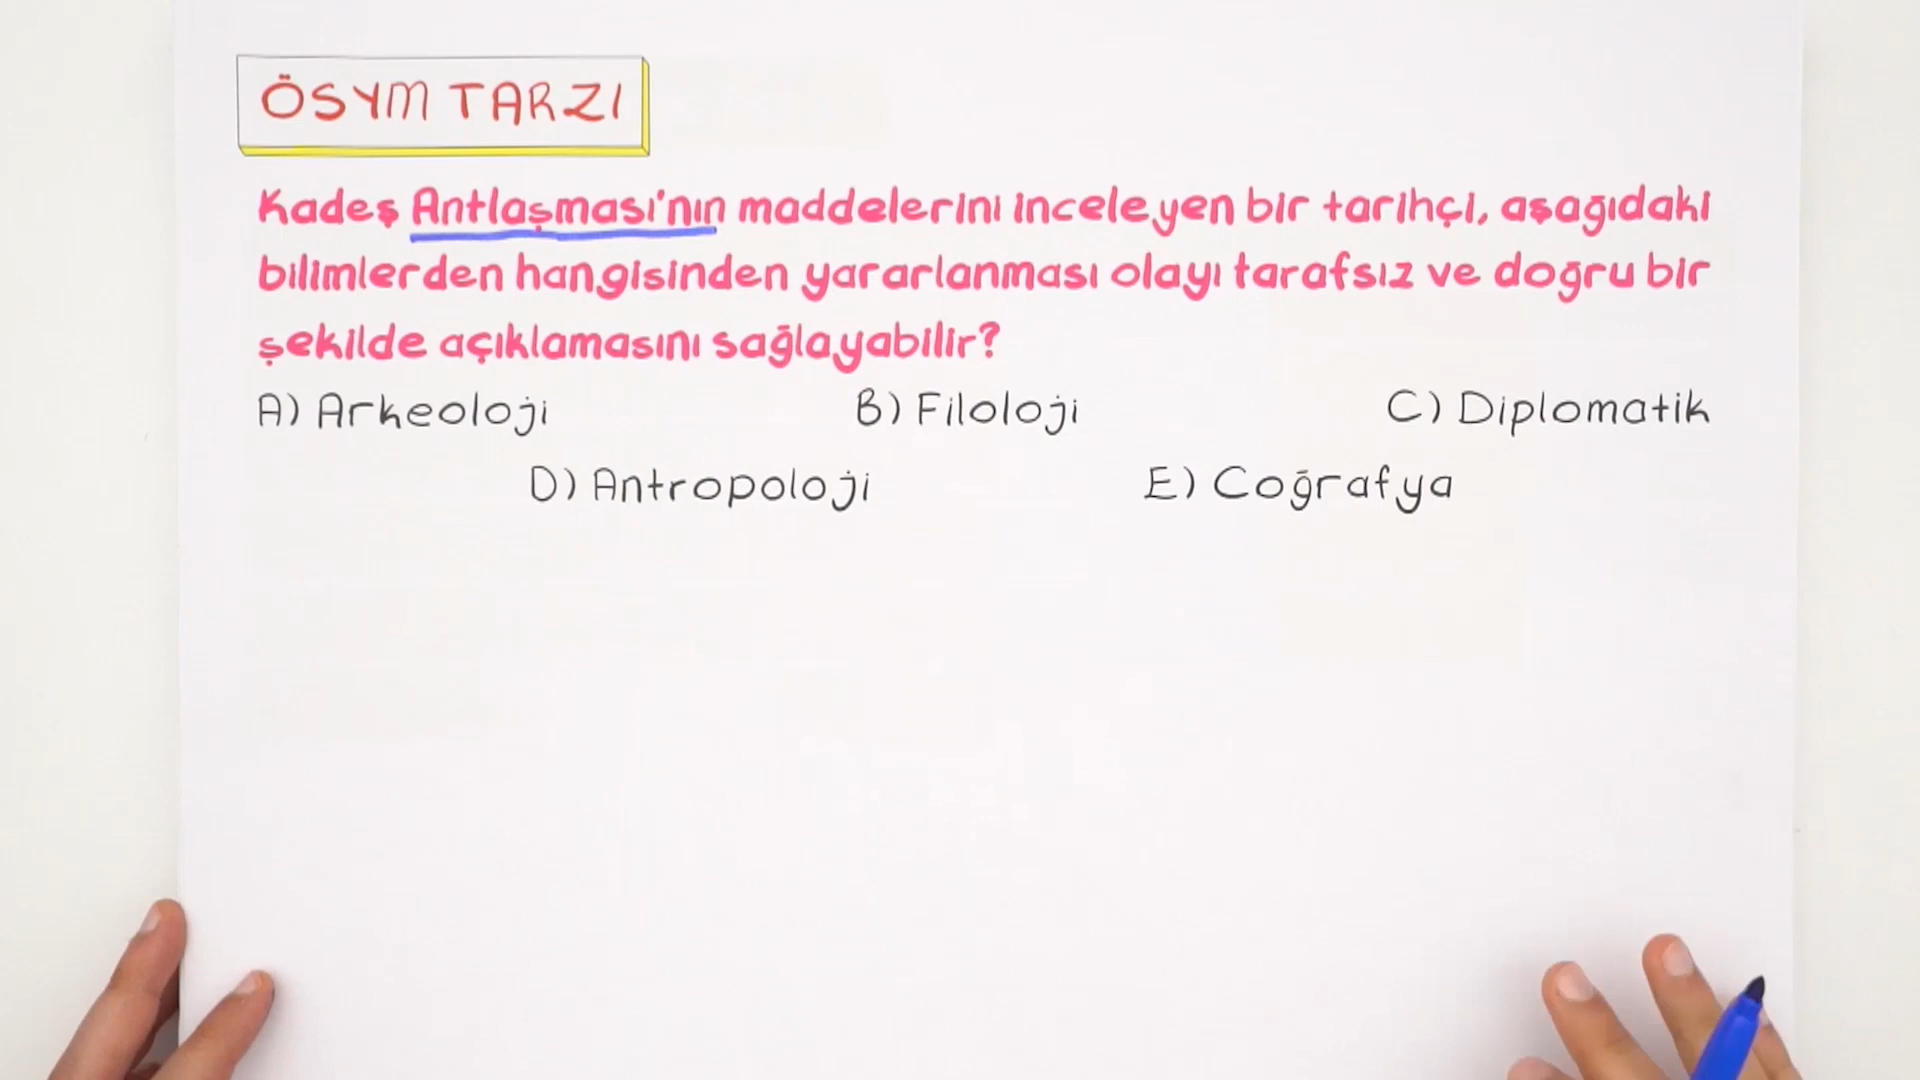 ÖSYM TARZI
Kadeş Antlaşması'nın maddelerini inceleyen bir tarihçi, aşağıdaki
bilimlerden hangisinden yararlanması olayı tarafsız ve doğru bir
şekilde açıklamasını sağlayabilir?
A) Arkeoloji B) Filoloji C) Diplomatik
D) Antropoloji E) Coğrafya